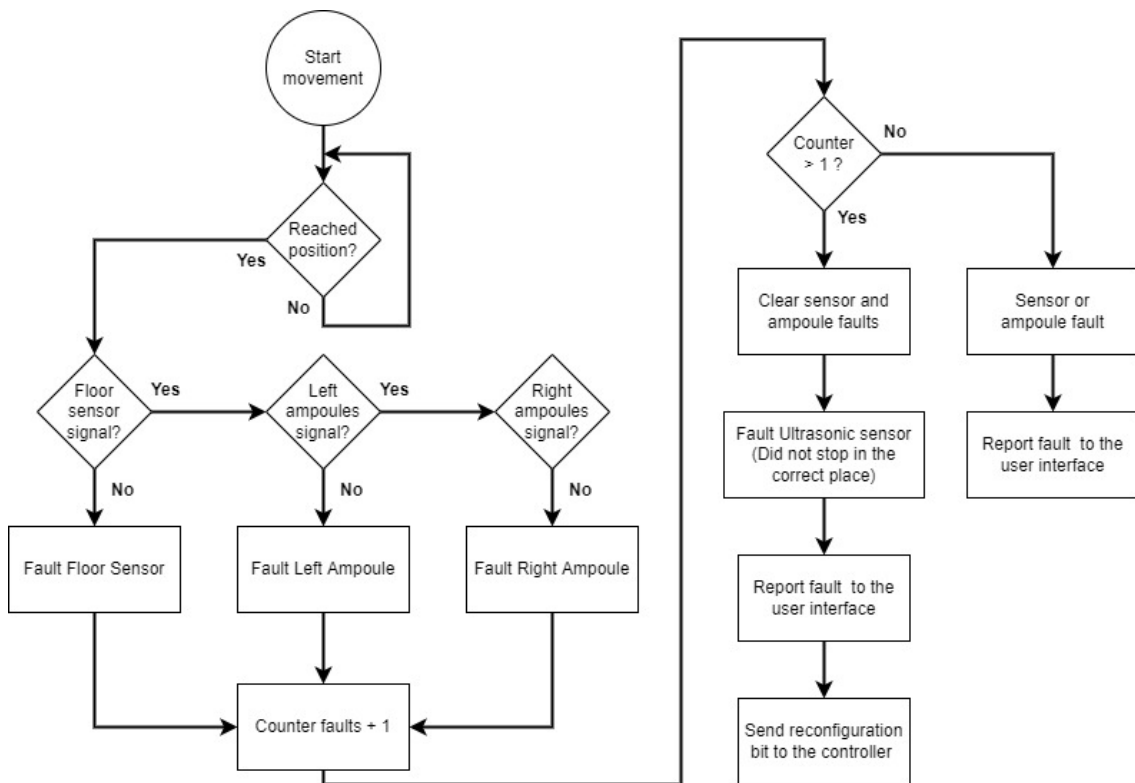 Start
movement
Reached
position?
Yes
No
Floor
sensor
signal?
Yes
No
Left
ampoules
signal?
Yes
No
Right
ampoules
signal?
No
Fault Floor Sensor
Fault Left Ampoule
Fault Right Ampoule
Counter faults + 1
Counter
> 1 ?
No
Yes
Clear sensor and
ampoule faults
Sensor or
ampoule fault
Fault Ultrasonic sensor
(Did not stop in the
correct place)
Report fault to the
user interface
Report fault to the
user interface
Send reconfiguration
bit to the controller